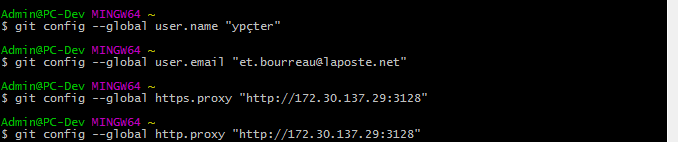 Admin@PC-Dev MINGW64 ~
$ git config --global user.name "ypçter"
Admin@PC-Dev MINGW64 ~
$ git config --global user.email "et.bourreau@laposte.net"
Admin@PC-Dev MINGW64 ~
$ git config --global https.proxy "http://172.30.137.29:3128"
Admin@PC-Dev MINGW64 ~
$ git config --global http.proxy "http://172.30.137.29:3128"